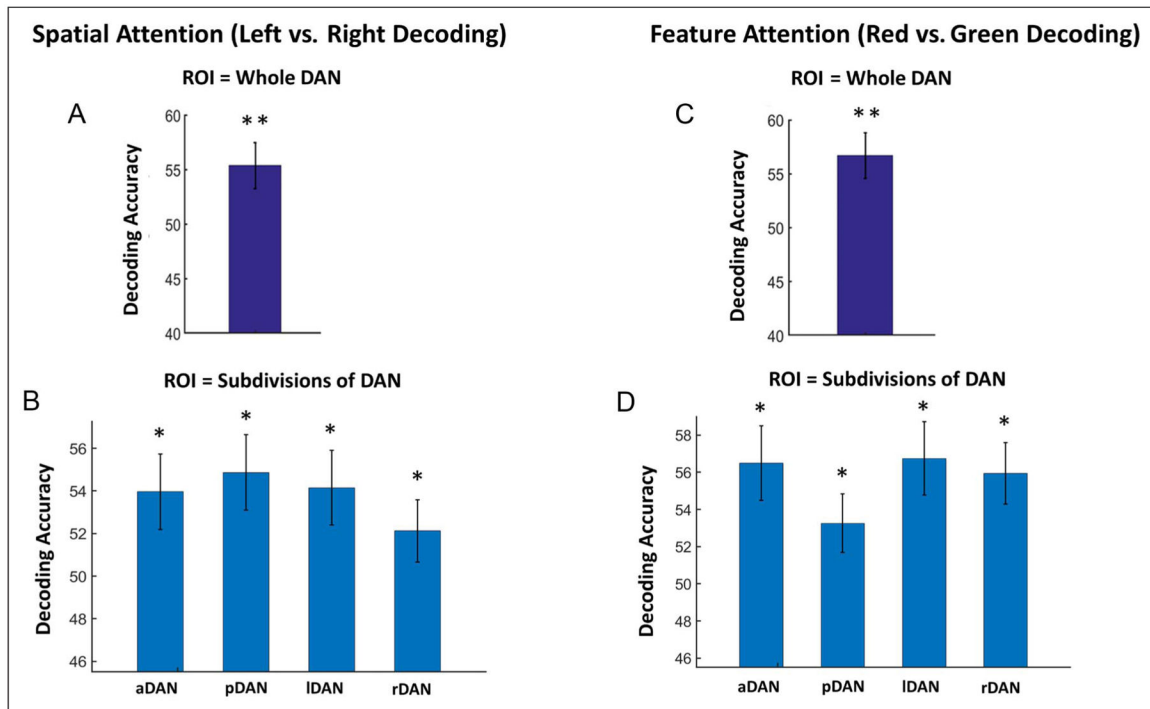 Spatial Attention (Left vs. Right Decoding)
ROI = Whole DAN
A
Decoding Accuracy
60
**
55
50
45
40
ROI = Subdivisions of DAN
B
Decoding Accuracy
56
54
52
50
48
46
*
*
*
*
aDAN
pDAN
lDAN
rDAN
Feature Attention (Red vs. Green Decoding)
ROI = Whole DAN
C
Decoding Accuracy
60
**
55
50
45
40
ROI = Subdivisions of DAN
D
Decoding Accuracy
58
56
54
52
50
48
46
*
*
*
*
aDAN
pDAN
lDAN
rDAN